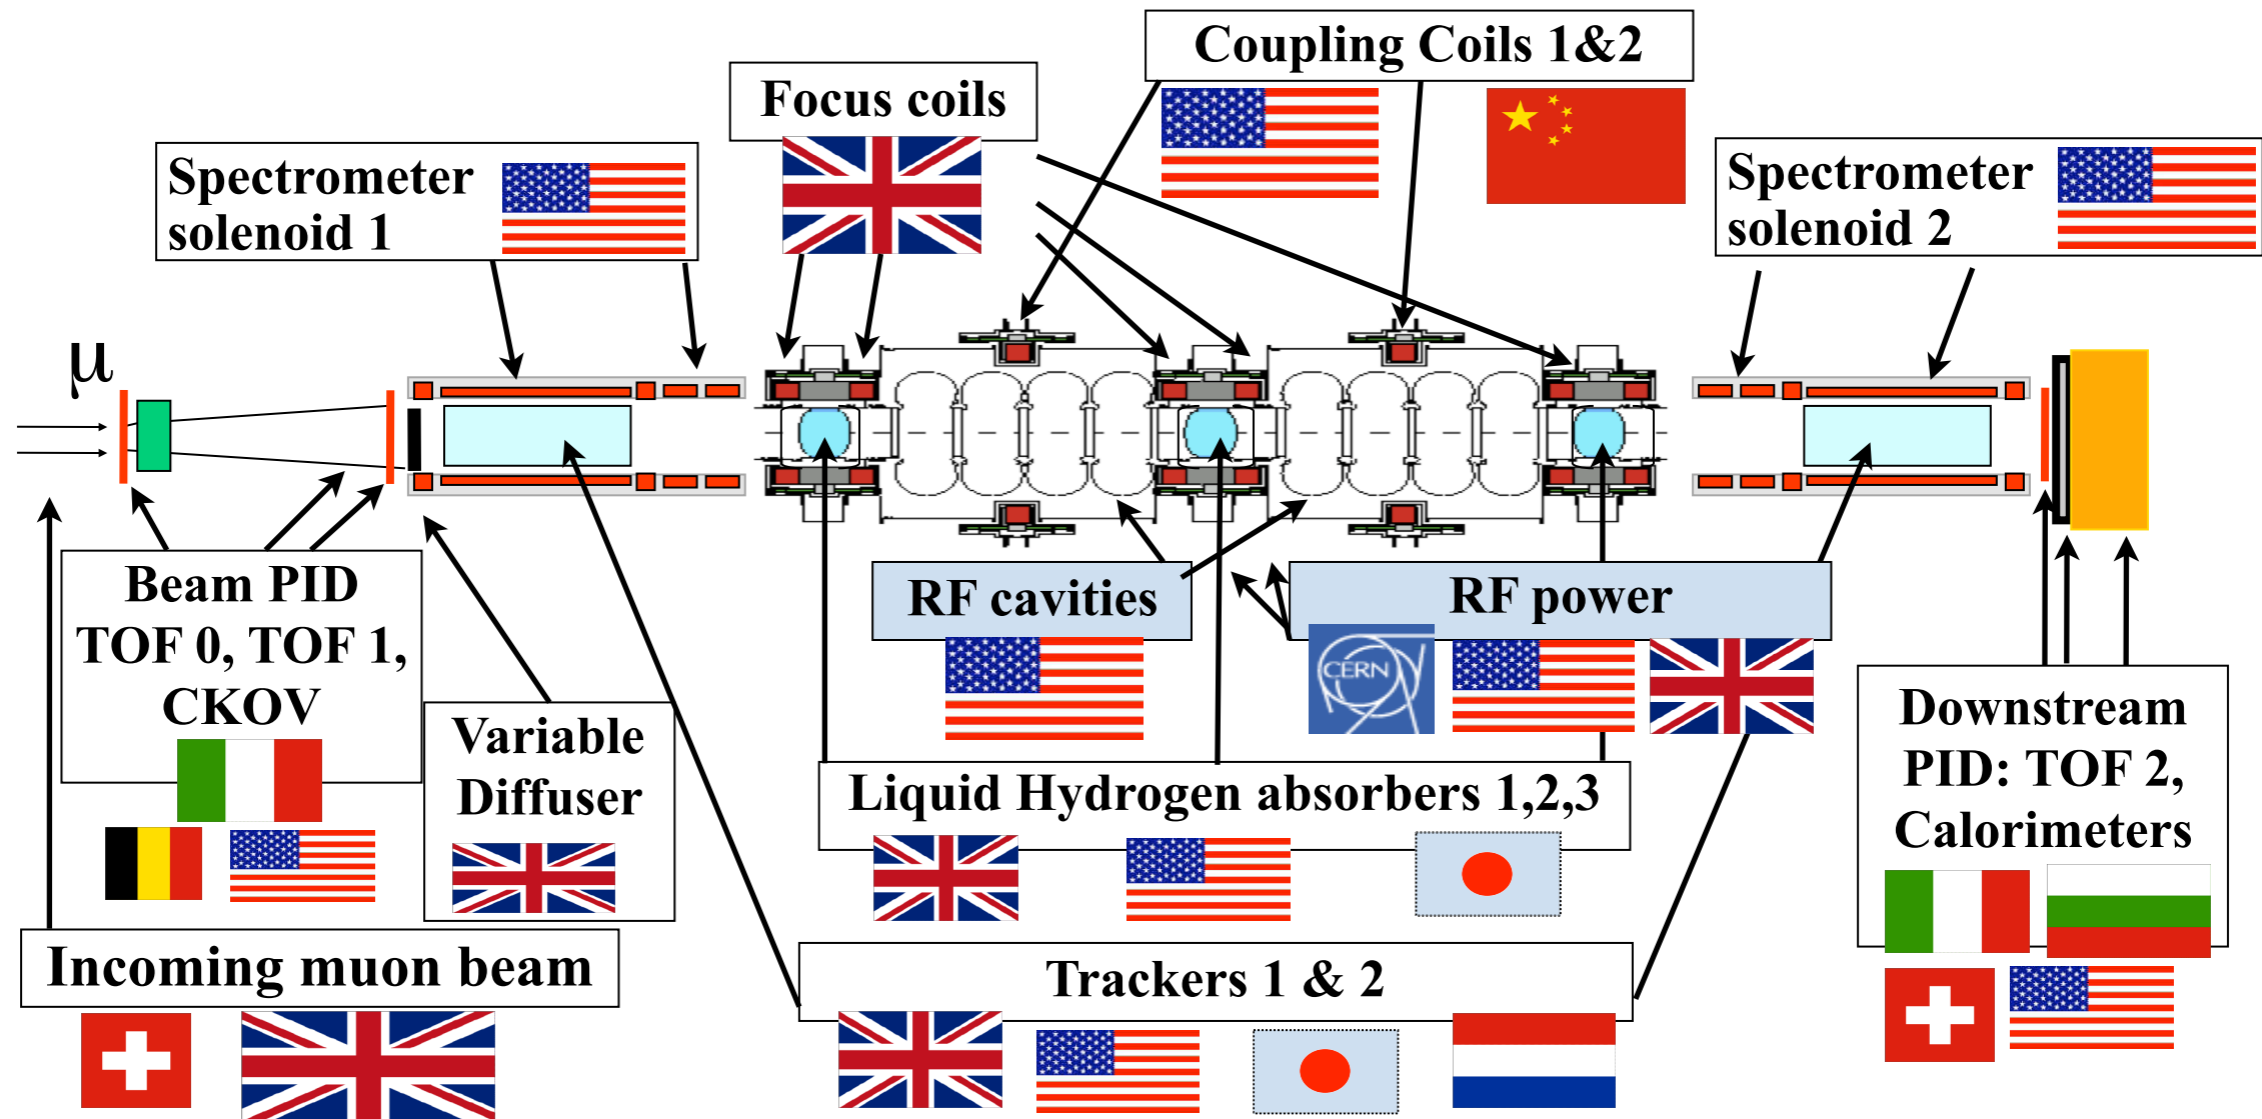 Coupling Coils 1&2
Focus coils
Spectrometer
solenoid 1
Spectrometer
solenoid 2
μ
Beam PID
TOF 0, TOF 1,
CKOV
RF cavities
RF power
CERN
Variable
Diffuser
Liquid Hydrogen absorbers 1,2,3
Downstream
PID: TOF 2,
Calorimeters
Incoming muon beam
Trackers 1 & 2